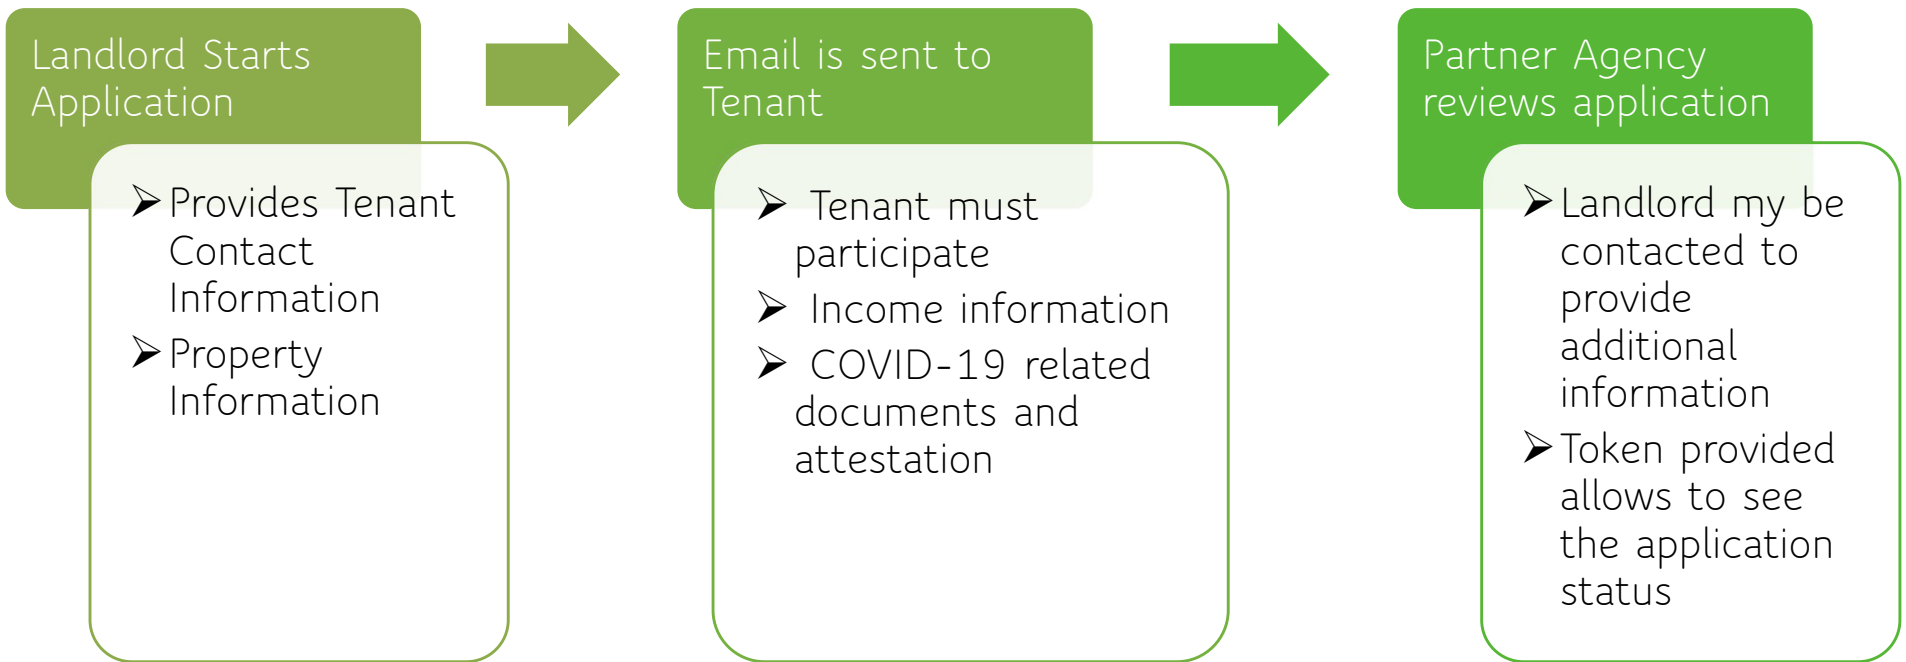 Landlord Starts
Application
➢Provides Tenant
Contact
Information
➢Property
Information
Email is sent to
Tenant
➢ Tenant must
participate
➢ Income information
➢ COVID-19 related
documents and
attestation
Partner Agency
reviews application
➢Landlord my be
contacted to
provide
additional
information
➢Token provided
allows to see
the application
status